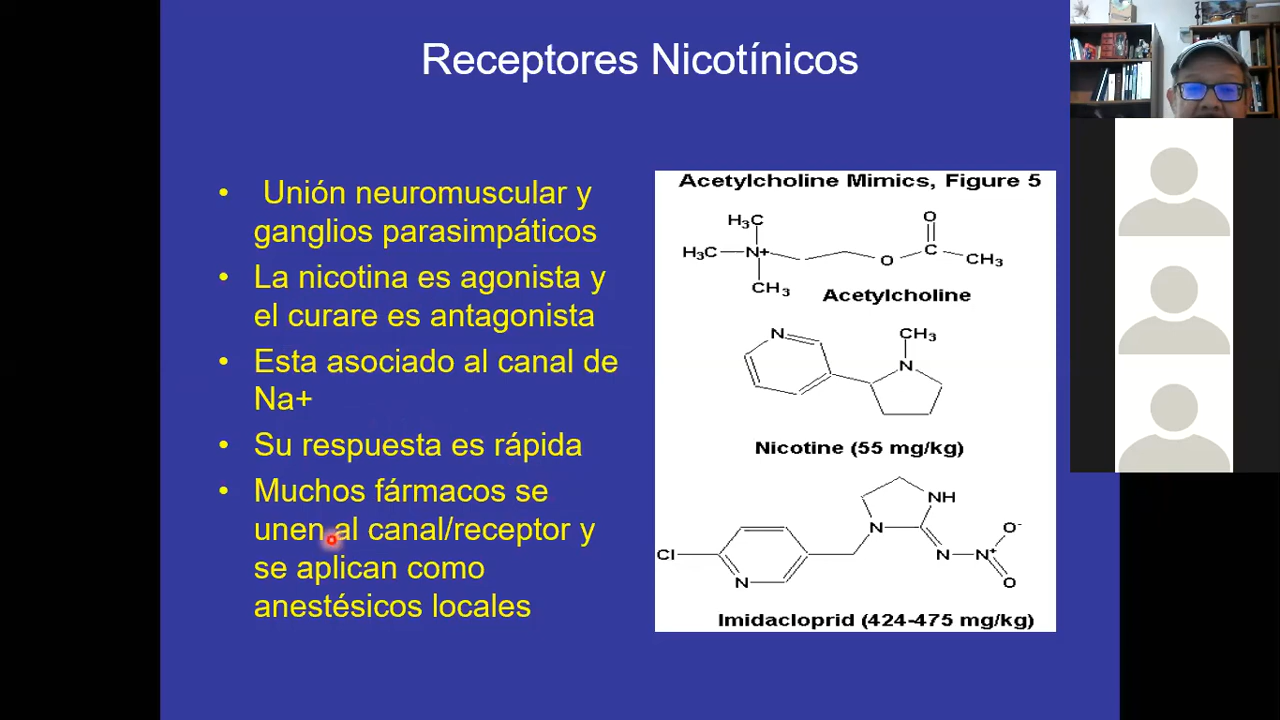 Receptores Nicotínicos
• Unión neuromuscular y
ganglios parasimpáticos
• La nicotina es agonista y
el curare es antagonista
• Esta asociado al canal de
Na+
• Su respuesta es rápida
• Muchos fármacos se
unen al canal/receptor y
se aplican como
anestésicos locales
Acetylcholine Mimics, Figure 5
H₃C
O
H₃C N+ O C CH₃
CH₃
Acetylcholine
N CH₃
N
Nicotine (55 mg/kg)
NH
N O⁻
Cl N N⁺
N O
Imidacloprid (424-475 mg/kg)